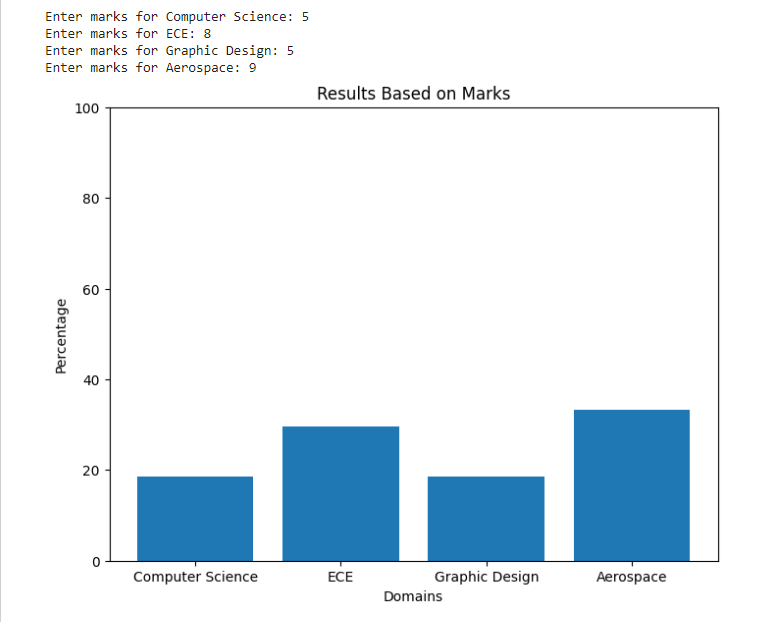 Enter marks for Computer Science: 5
Enter marks for ECE: 8
Enter marks for Graphic Design: 5
Enter marks for Aerospace: 9
Results Based on Marks
100
80
60
40
20
0
Percentage
Computer Science ECE Graphic Design Aerospace
Domains